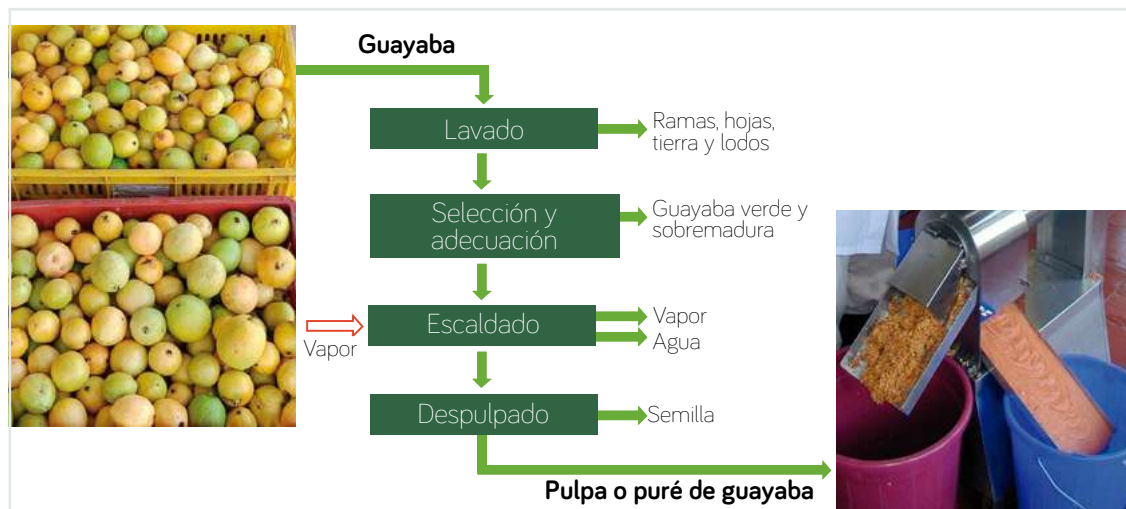 Guayaba
Lavado
Ramas, hojas,
tierra y lodos
Selección y
adecuación
Guayaba verde y
sobremadura
Vapor
Escaldado
Vapor
Agua
Despulpado
Semilla
Pulpa o puré de guayaba